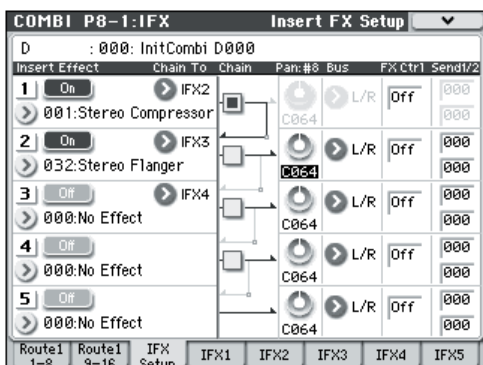 COMBI P8-1:IFX Insert FX Setup
D :000: InitCombi D000
Insert Effect Chain To Chain Pan:#8 Bus FX Ctrl Send1/2
1 On IFX2 L/R Off 000
001:Stereo Compressor C064 000
2 On IFX3 L/R Off 000
032:Stereo Flanger C064 000
3 Off IFX4 L/R Off 000
000:No Effect C064 000
4 Off L/R Off 000
000:No Effect C064 000
5 Off L/R Off 000
000:No Effect C064 000
Route1 1-8 Route1 9-16 IFX Setup IFX1 IFX2 IFX3 IFX4 IFX5